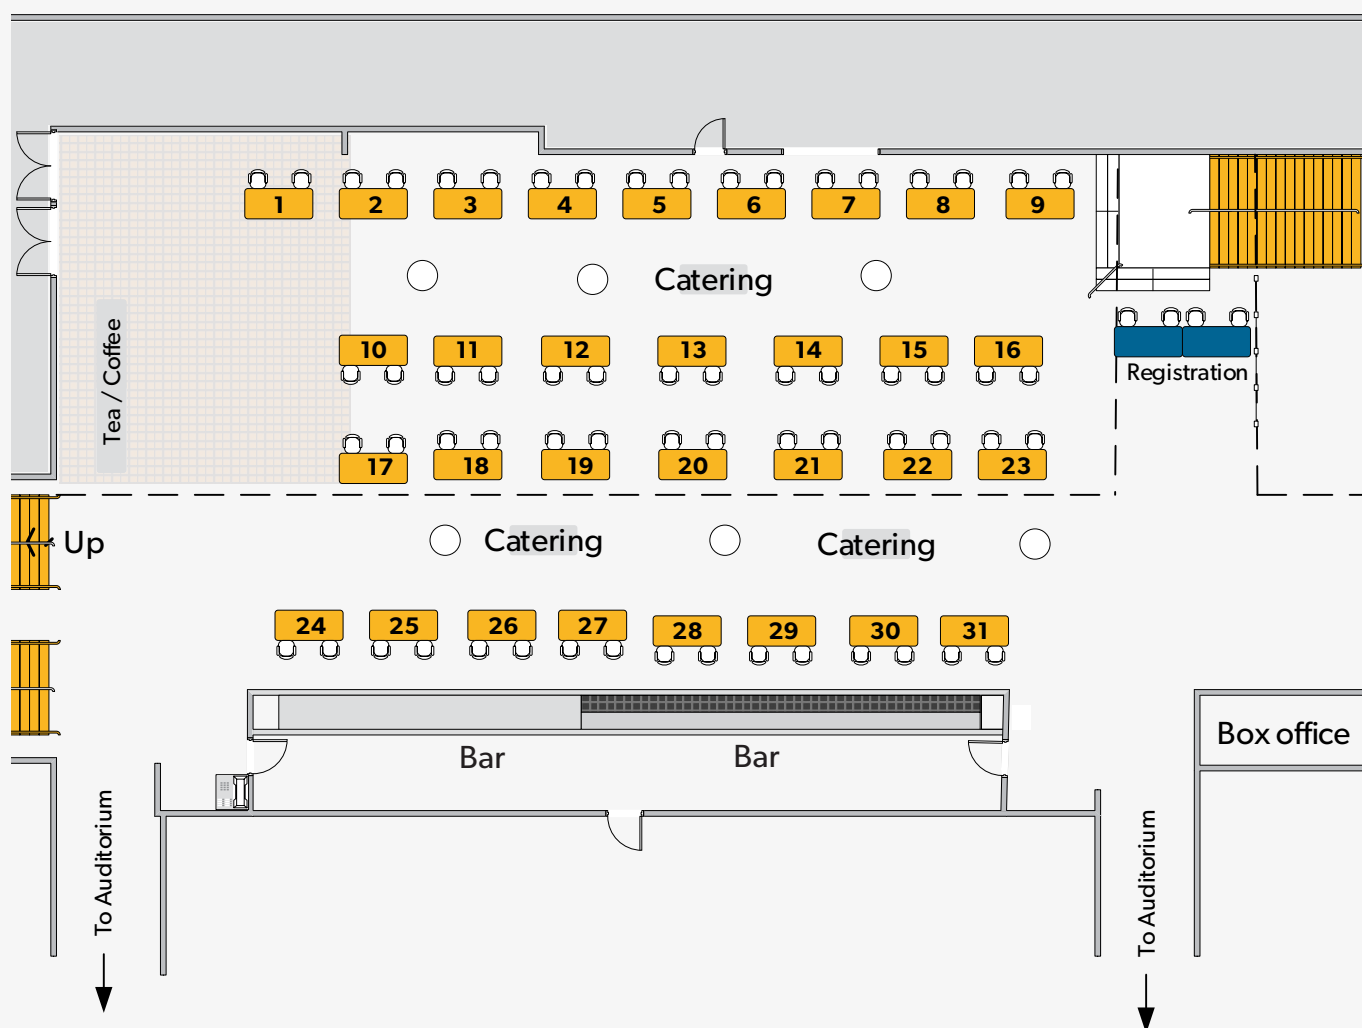 1 2 3 4 5 6 7 8 9
Catering
Tea / Coffee
10 11 12 13 14 15 16
Registration
17 18 19 20 21 22 23
Up
Catering
Catering
24 25 26 27 28 29 30 31
Box office
Bar
Bar
To Auditorium
To Auditorium